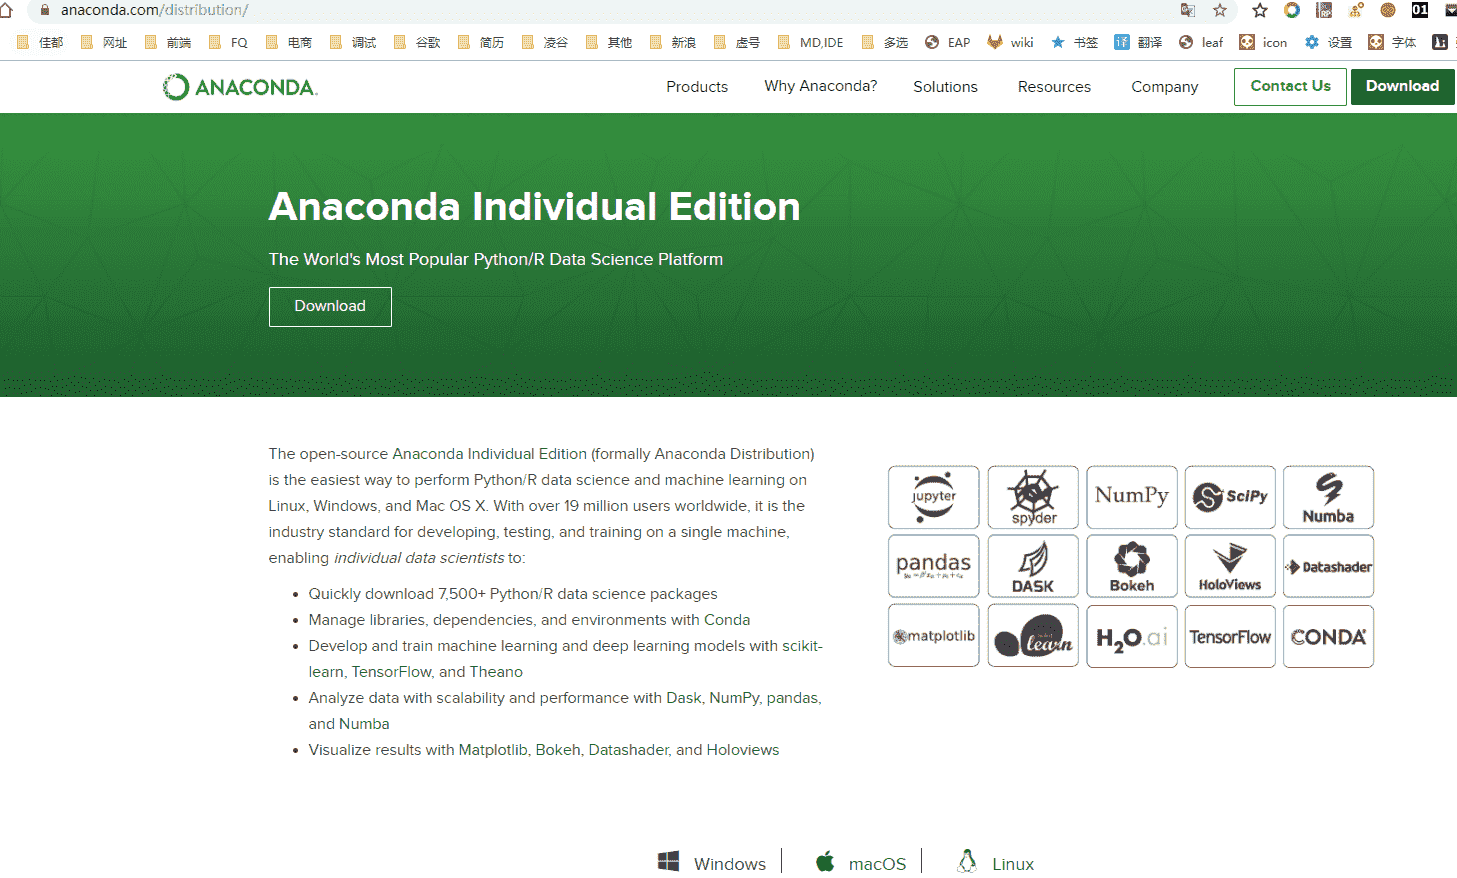 anaconda.com/distribution/
01
佳都 网址 前端 FQ 电商 调试 谷歌 简历 凌谷 其他 新浪 虚号 MD,IDE 多选 EAP wiki 书签 译 翻译 leaf icon 设置 字体
ANACONDA. Products Why Anaconda? Solutions Resources Company Contact Us Download
Anaconda Individual Edition
The World's Most Popular Python/R Data Science Platform
Download
The open-source Anaconda Individual Edition (formally Anaconda Distribution)
is the easiest way to perform Python/R data science and machine learning on
Linux, Windows, and Mac OS X. With over 19 million users worldwide, it is the
industry standard for developing, testing, and training on a single machine,
enabling individual data scientists to:
• Quickly download 7,500+ Python/R data science packages
• Manage libraries, dependencies, and environments with Conda
• Develop and train machine learning and deep learning models with scikit-
learn, TensorFlow, and Theano
• Analyze data with scalability and performance with Dask, NumPy, pandas,
and Numba
• Visualize results with Matplotlib, Bokeh, Datashader, and Holoviews
jupyter spyder NumPy SciPy Numba
pandas DASK Bokeh HoloViews Datashader
matplotlib learn H2O.ai TensorFlow CONDA
Windows macOS Linux